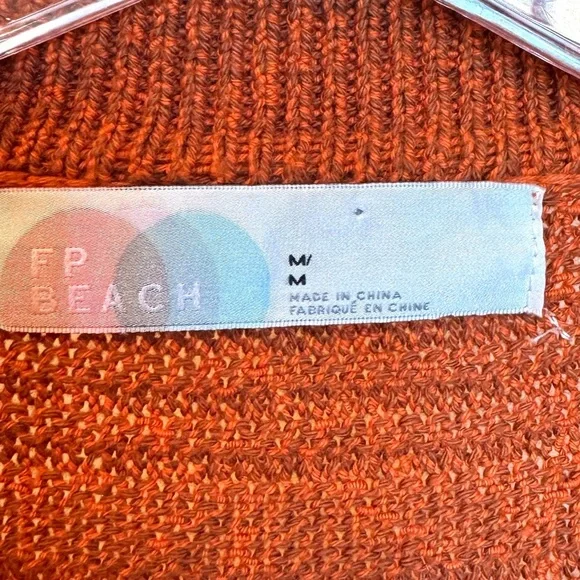 FP
BEACH
M/
M
MADE IN CHINA
FABRIQUÉ EN CHINE